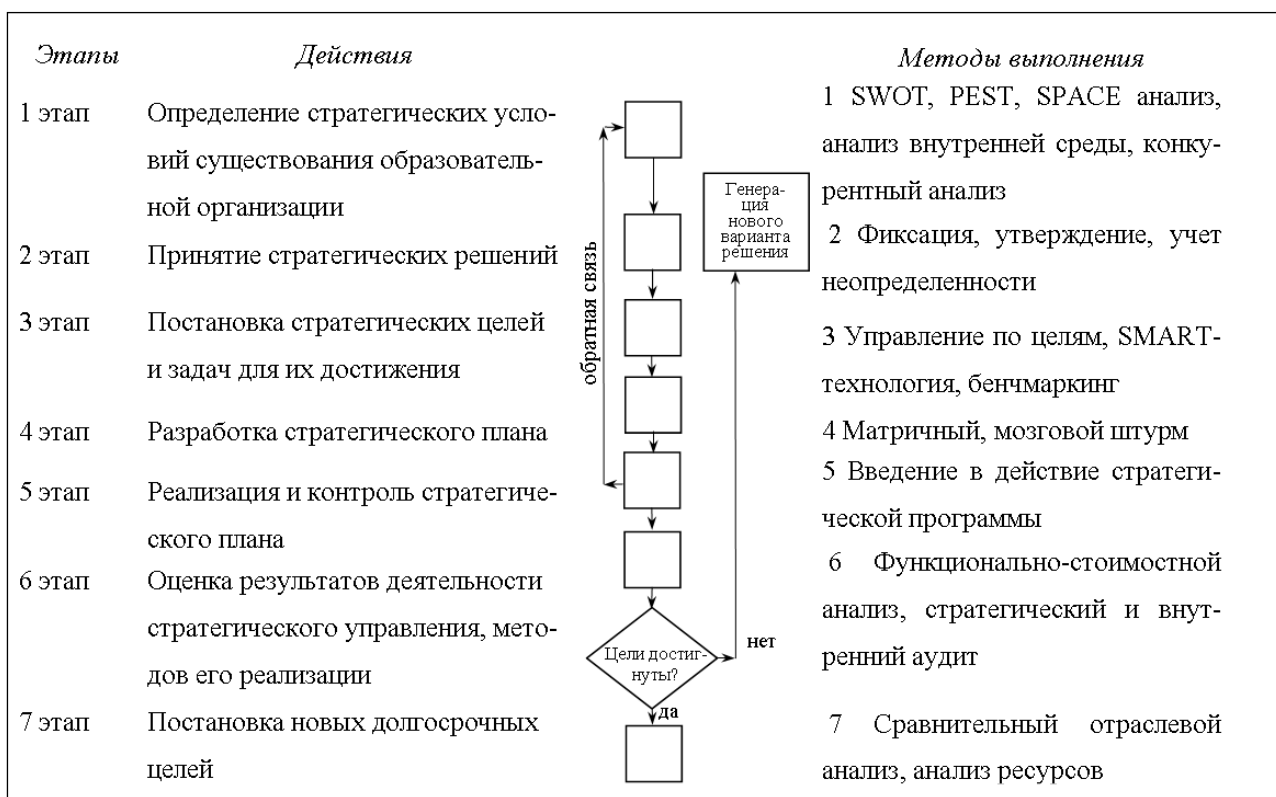 Этапы Действия Методы выполнения
1 этап Определение стратегических усло-
вий существования образователь-
ной организации
2 этап Принятие стратегических решений
3 этап Постановка стратегических целей
и задач для их достижения
4 этап Разработка стратегического плана
5 этап Реализация и контроль стратегиче-
ского плана
6 этап Оценка результатов деятельности
стратегического управления, мето-
дов его реализации
7 этап Постановка новых долгосрочных
целей
обратная связь
Генера-
ция
нового
варианта
решения
Цели достиг-
нуты?
нет
да
1 SWOT, PEST, SPACE анализ,
анализ внутренней среды, конку-
рентный анализ
2 Фиксация, утверждение, учет
неопределенности
3 Управление по целям, SMART-
технология, бенчмаркинг
4 Матричный, мозговой штурм
5 Введение в действие стратеги-
ческой программы
6 Функционально-стоимостной
анализ, стратегический и внут-
ренний аудит
7 Сравнительный отраслевой
анализ, анализ ресурсов